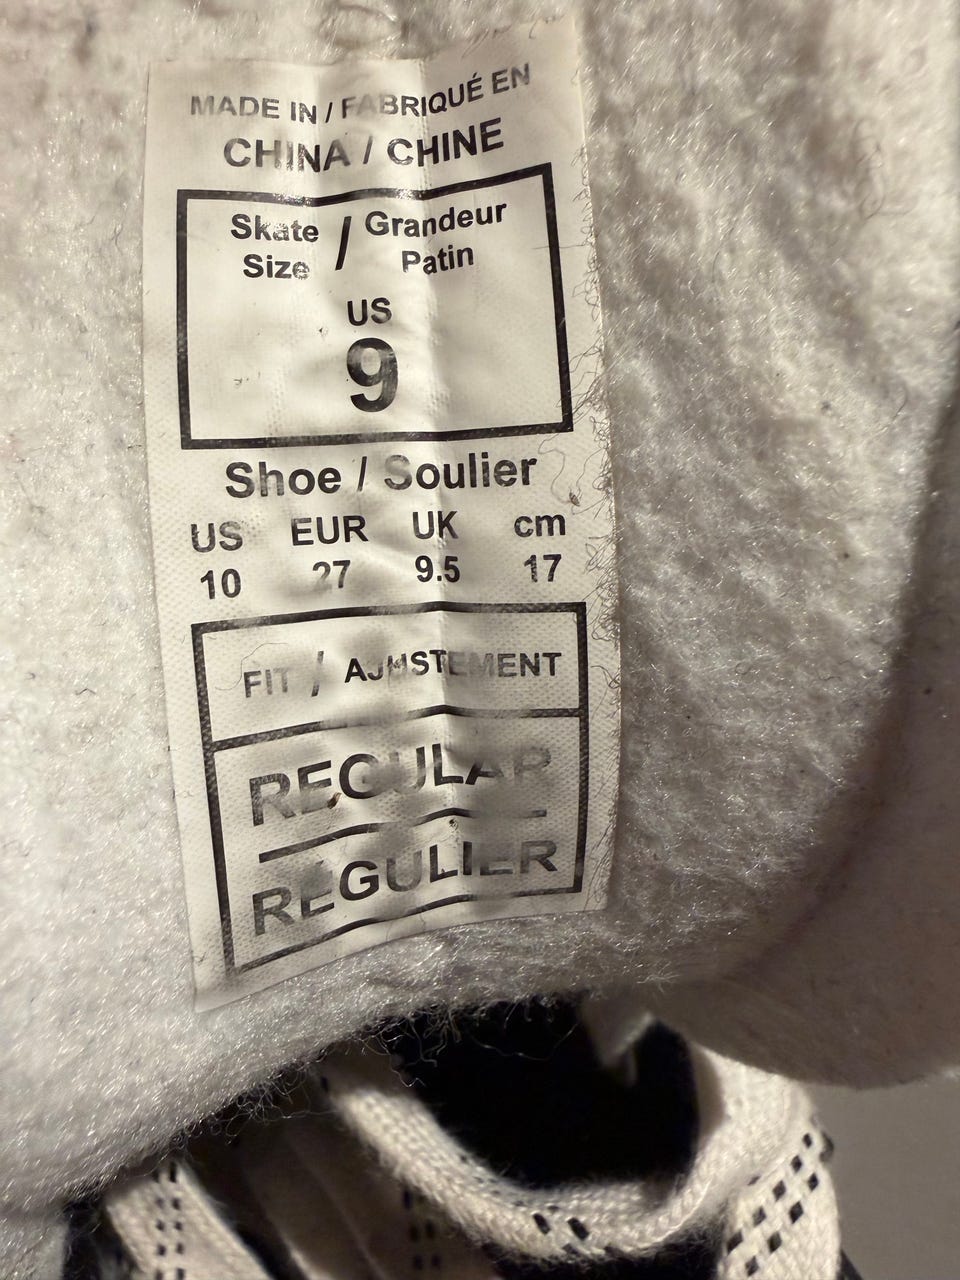 MADE IN / FABRIQUÉ EN
CHINA / CHINE
Skate Size / Grandeur Patin
US
9
Shoe / Soulier
US EUR UK cm
10 27 9.5 17
FIT / AJUSTEMENT
REGULAR
RÉGULIER